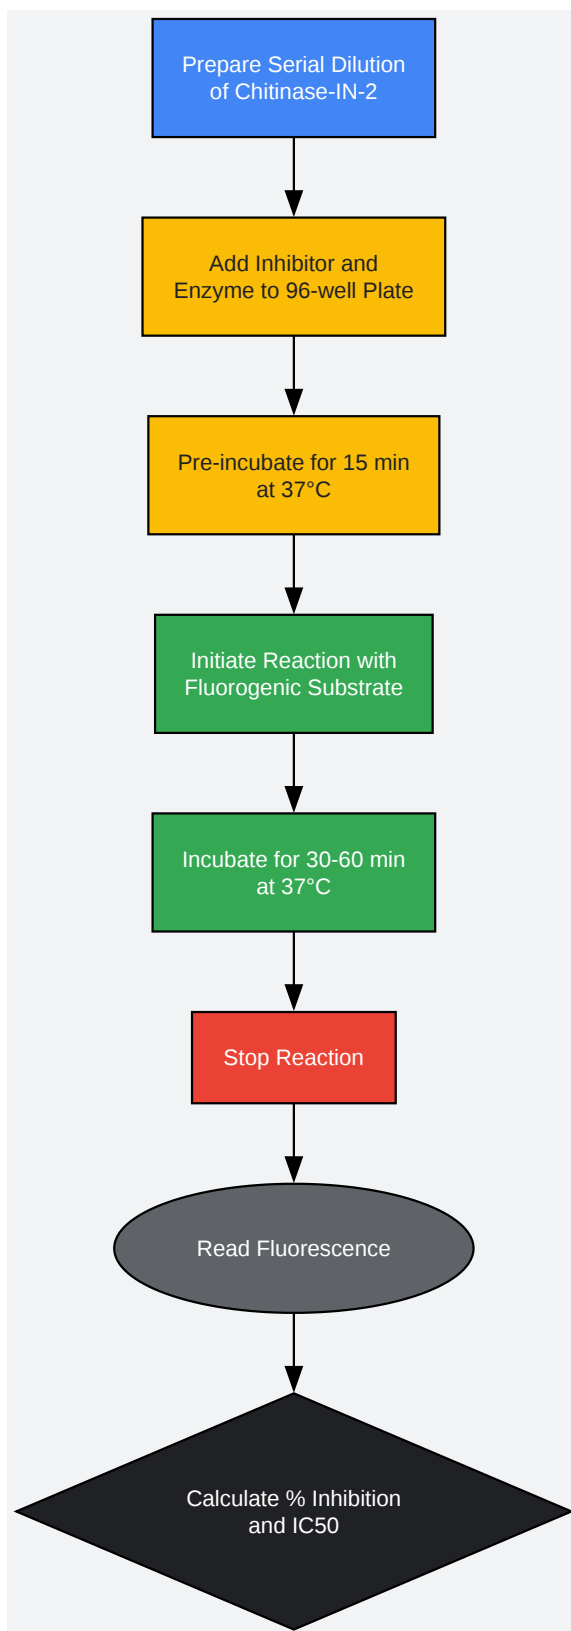 Prepare Serial Dilution
of Chitinase-IN-2
Add Inhibitor and
Enzyme to 96-well Plate
Pre-incubate for 15 min
at 37°C
Initiate Reaction with
Fluorogenic Substrate
Incubate for 30-60 min
at 37°C
Stop Reaction
Read Fluorescence
Calculate % Inhibition
and IC50